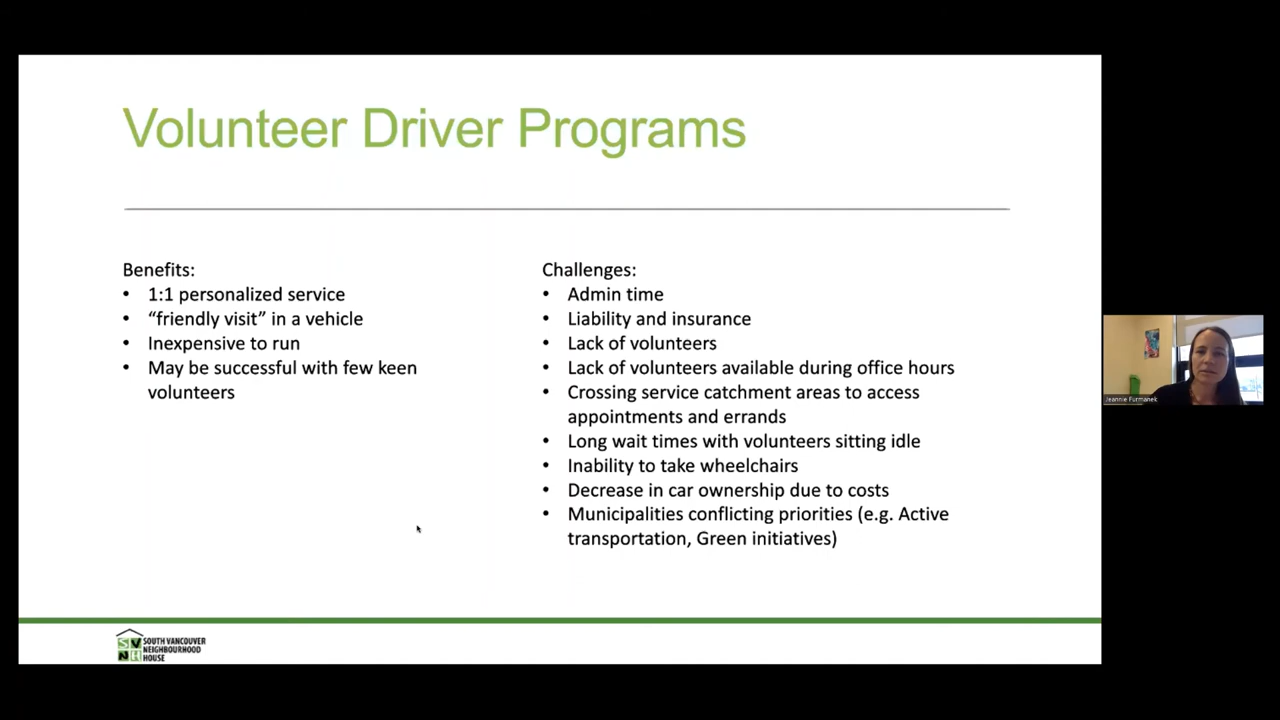 Volunteer Driver Programs
Benefits:
• 1:1 personalized service
• “friendly visit” in a vehicle
• Inexpensive to run
• May be successful with few keen
volunteers
Challenges:
• Admin time
• Liability and insurance
• Lack of volunteers
• Lack of volunteers available during office hours
• Crossing service catchment areas to access
appointments and errands
• Long wait times with volunteers sitting idle
• Inability to take wheelchairs
• Decrease in car ownership due to costs
• Municipalities conflicting priorities (e.g. Active
transportation, Green initiatives)
Jeannie Furmanek
SV
NH
SOUTH VANCOUVER
NEIGHBOURHOOD
HOUSE